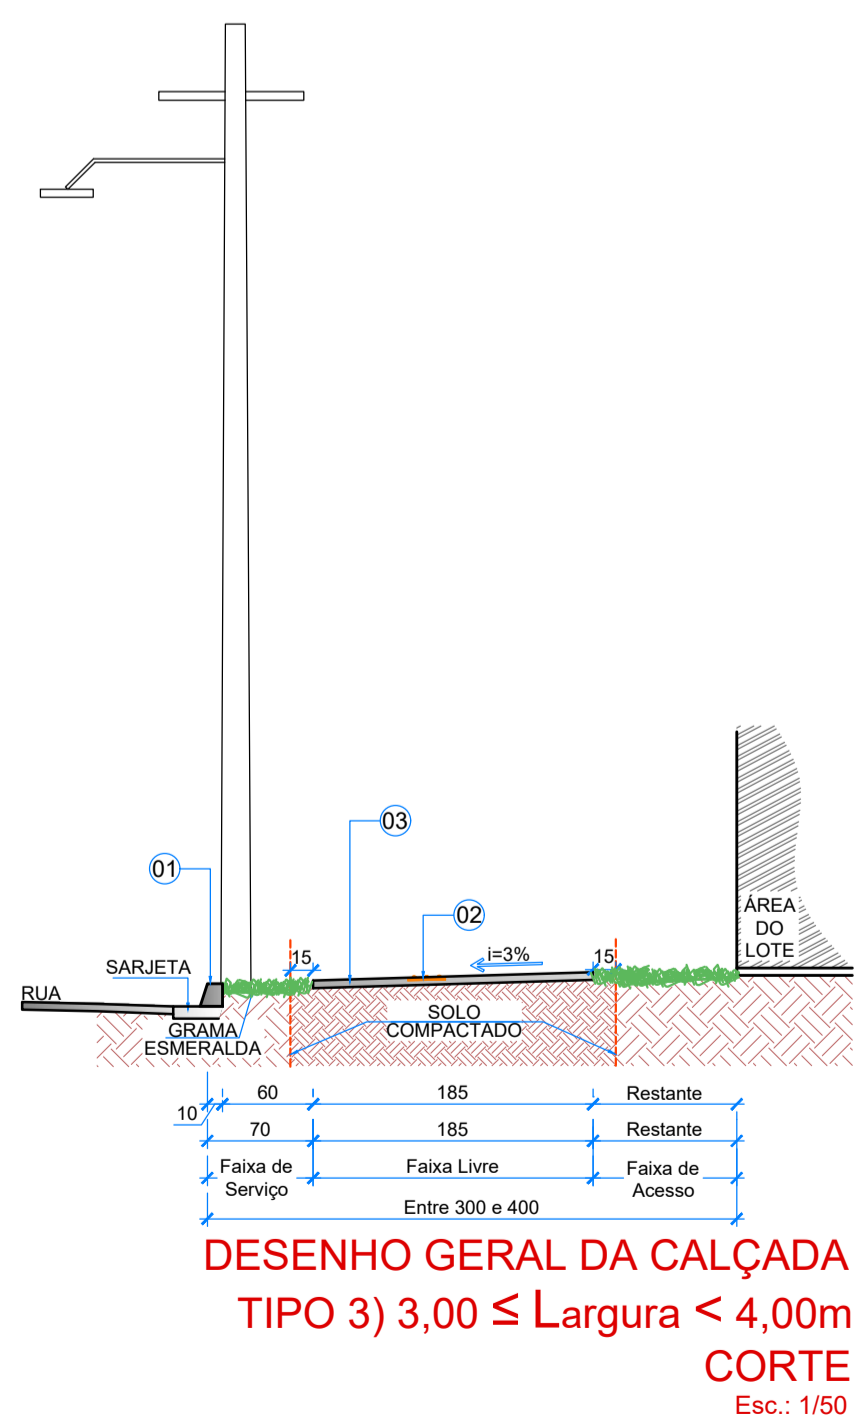 03
01
02
ÁREA
DO
LOTE
15
i=3%
15
SARJETA
RUA
SOLO
COMPACTADO
GRAMA
ESMERALDA
60
185
Restante
10
70
185
Restante
Faixa de
Serviço
Faixa Livre
Faixa de
Acesso
Entre 300 e 400
DESENHO GERAL DA CALÇADA
TIPO 3) 3,00 ≤ Largura < 4,00m
CORTE
Esc.: 1/50